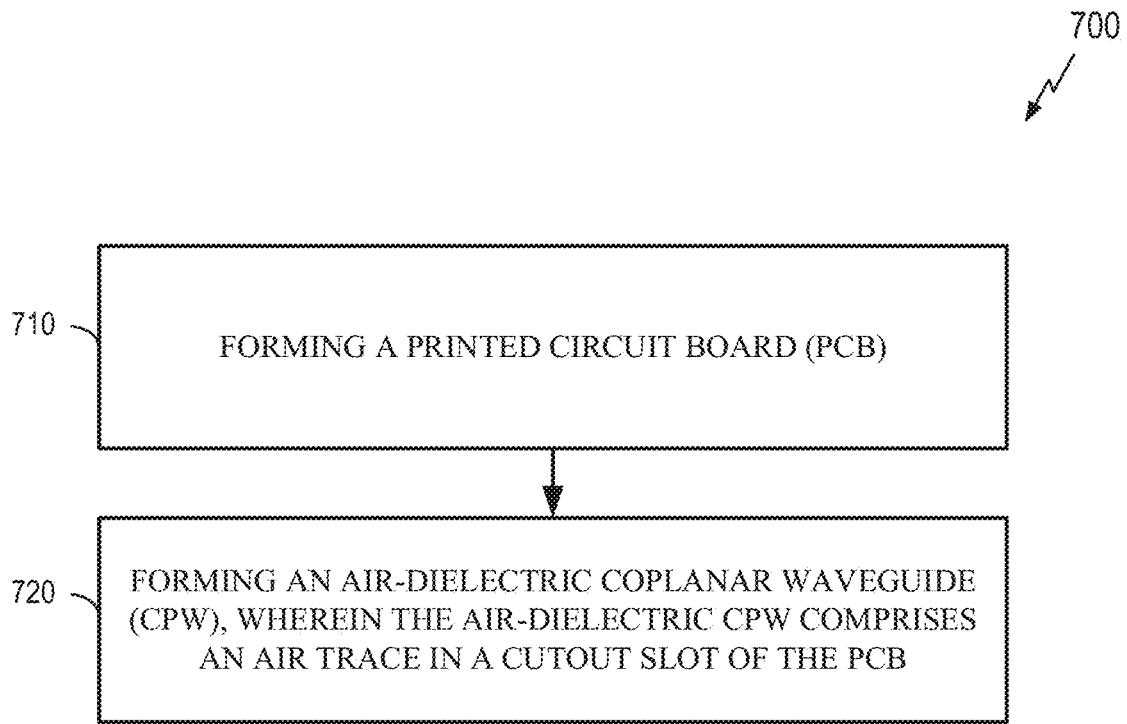 700
710
FORMING A PRINTED CIRCUIT BOARD (PCB)
720
FORMING AN AIR-DIELECTRIC COPLANAR WAVEGUIDE
(CPW), WHEREIN THE AIR-DIELECTRIC CPW COMPRISES
AN AIR TRACE IN A CUTOUT SLOT OF THE PCB